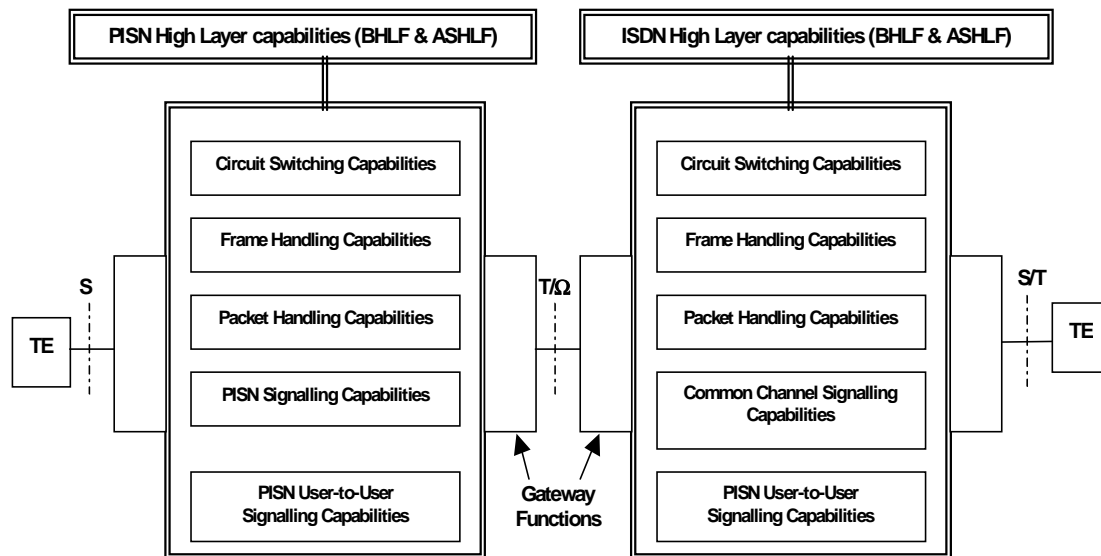 PISN High Layer capabilities (BHLF & ASHLF)
ISDN High Layer capabilities (BHLF & ASHLF)
Circuit Switching Capabilities
Frame Handling Capabilities
Packet Handling Capabilities
PISN Signalling Capabilities
PISN User-to-User
Signalling Capabilities
Circuit Switching Capabilities
Frame Handling Capabilities
Packet Handling Capabilities
Common Channel Signalling
Capabilities
PISN User-to-User
Signalling Capabilities
TE
S
T/Ω
Gateway
Functions
S/T
TE